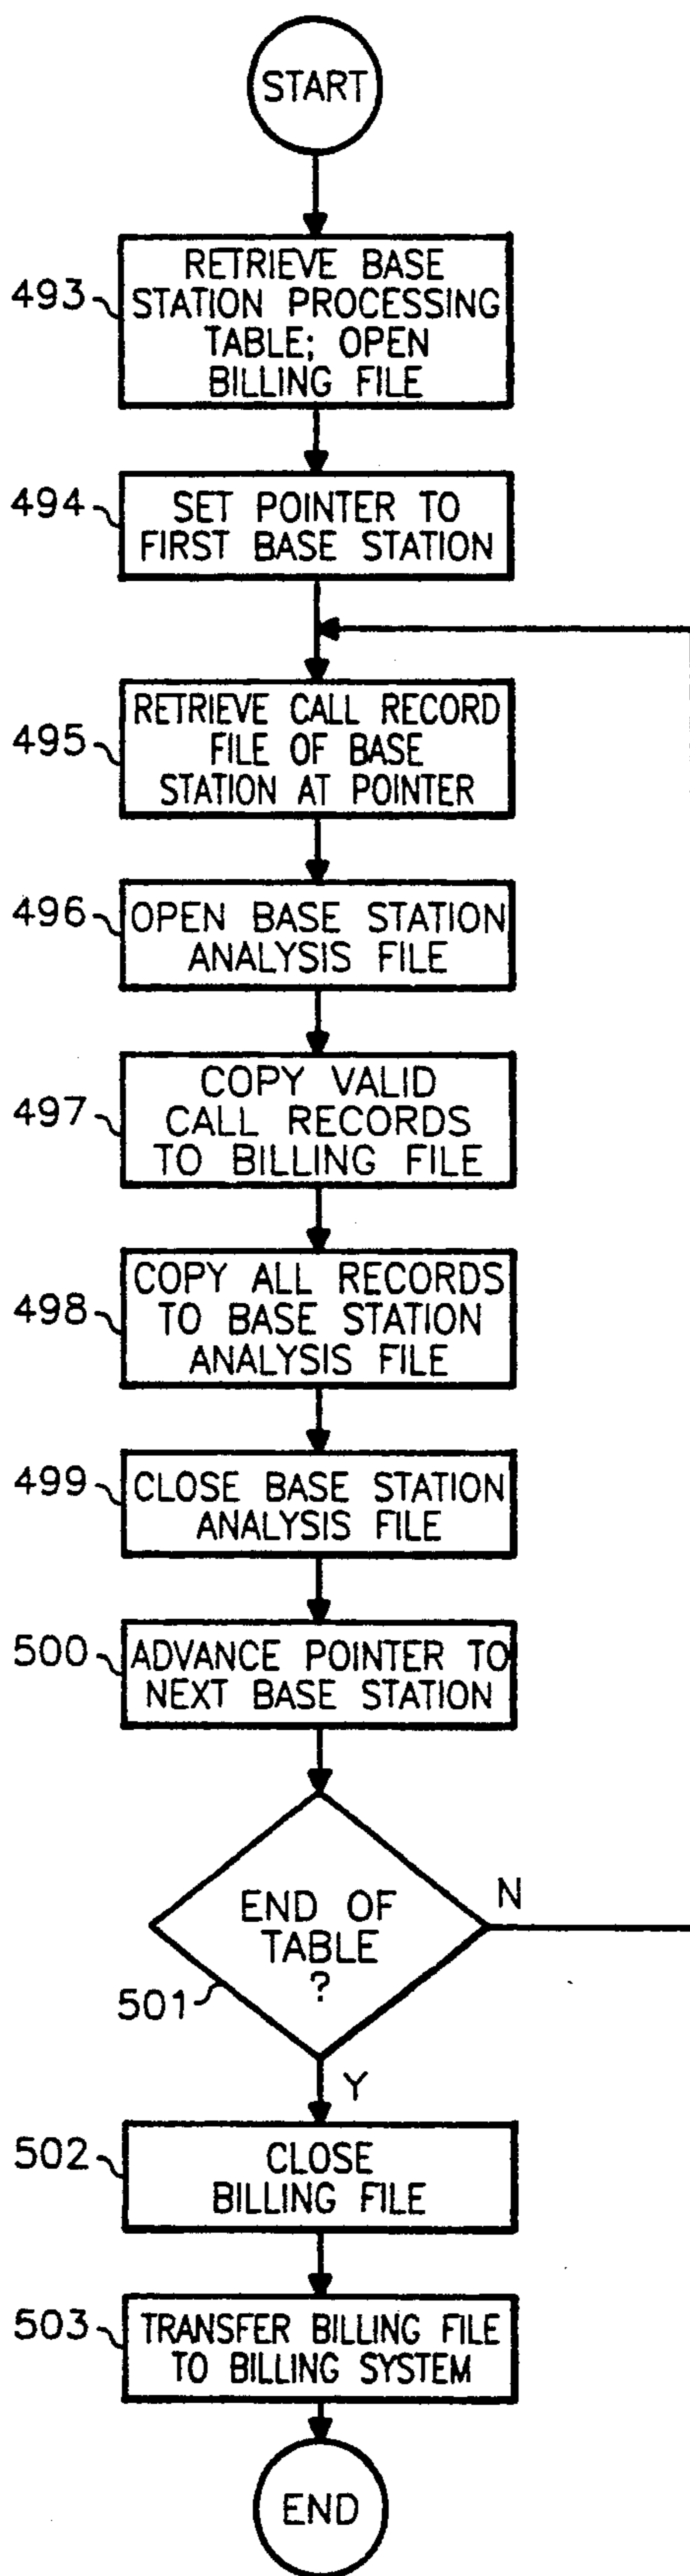 START
493
RETRIEVE BASE
STATION PROCESSING
TABLE; OPEN
BILLING FILE
494
SET POINTER TO
FIRST BASE STATION
495
RETRIEVE CALL RECORD
FILE OF BASE
STATION AT POINTER
496
OPEN BASE STATION
ANALYSIS FILE
497
COPY VALID
CALL RECORDS
TO BILLING FILE
498
COPY ALL RECORDS
TO BASE STATION
ANALYSIS FILE
499
CLOSE BASE STATION
ANALYSIS FILE
500
ADVANCE POINTER TO
NEXT BASE STATION
END OF
TABLE
?
N
501
Y
502
CLOSE
BILLING FILE
503
TRANSFER BILLING FILE
TO BILLING SYSTEM
END